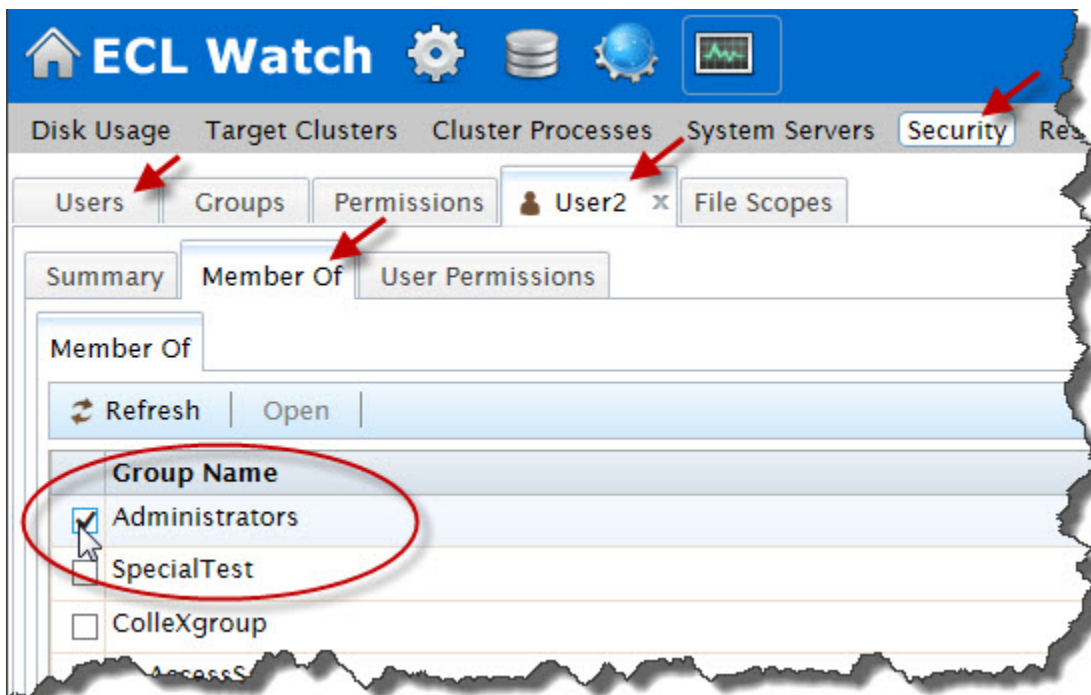 ECL Watch
Disk Usage Target Clusters Cluster Processes System Servers Security
Users Groups Permissions User2 x File Scopes
Summary Member Of User Permissions
Member Of
Refresh Open
Group Name
Administrators
SpecialTest
ColleXgroup